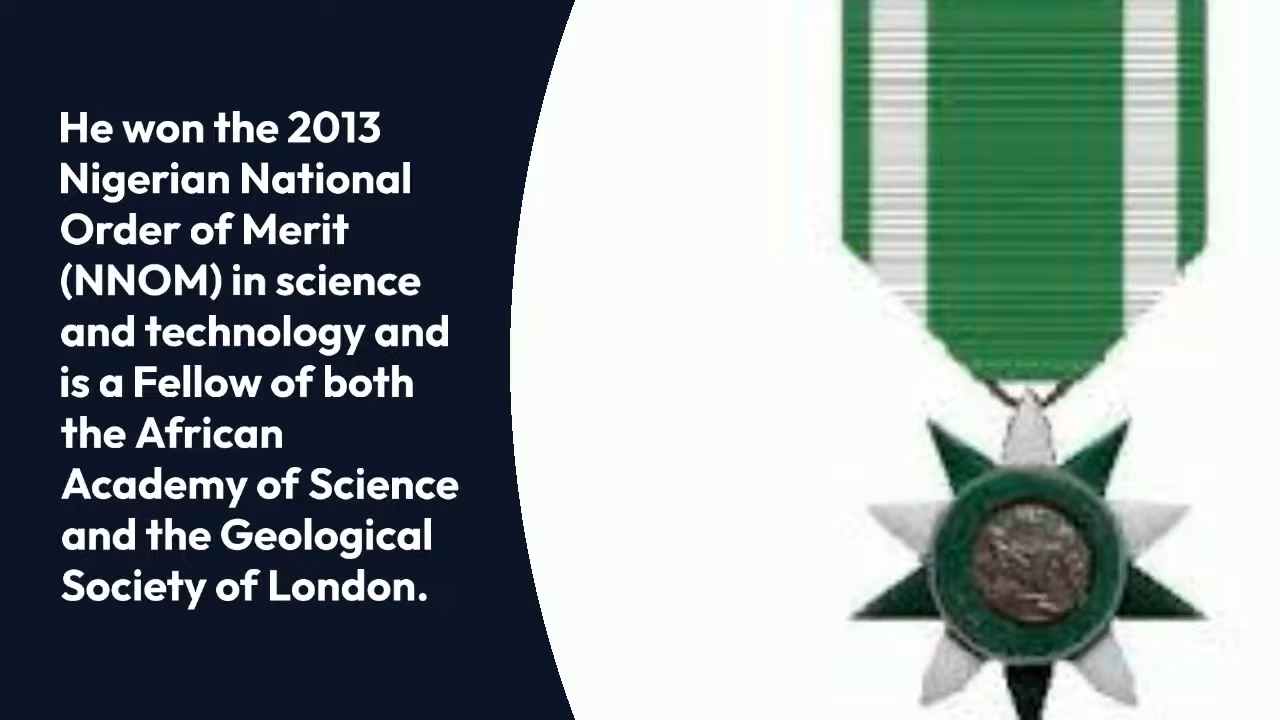 He won the 2013
Nigerian National
Order of Merit
(NNOM) in science
and technology and
is a Fellow of both
the African
Academy of Science
and the Geological
Society of London.